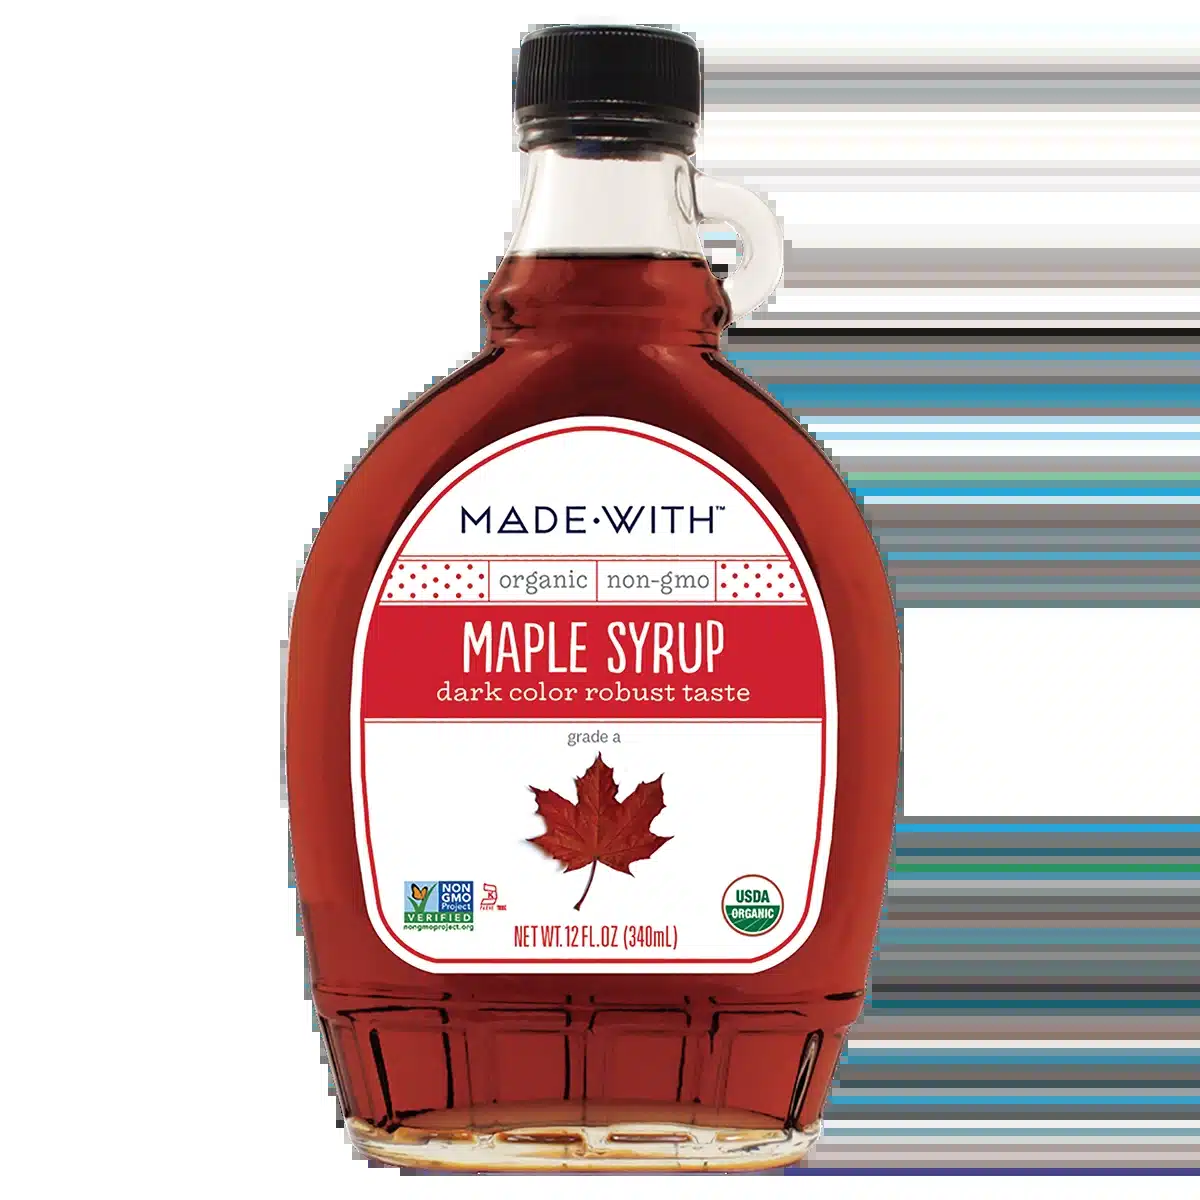 MADE·WITH™
organic non-gmo
MAPLE SYRUP
dark color robust taste
grade a
NON
GMO
Project
VERIFIED
nongmoproject.org
K
USDA
ORGANIC
NET WT. 12 FL. OZ (340mL)